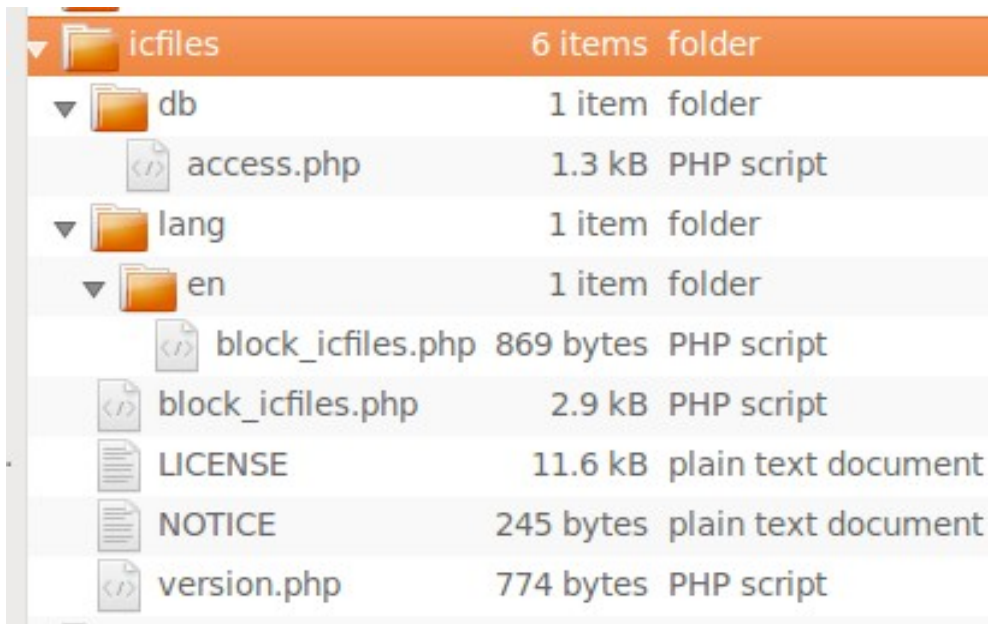 icfiles 6 items folder
db 1 item folder
access.php 1.3 kB PHP script
lang 1 item folder
en 1 item folder
block_icfiles.php 869 bytes PHP script
block_icfiles.php 2.9 kB PHP script
LICENSE 11.6 kB plain text document
NOTICE 245 bytes plain text document
version.php 774 bytes PHP script